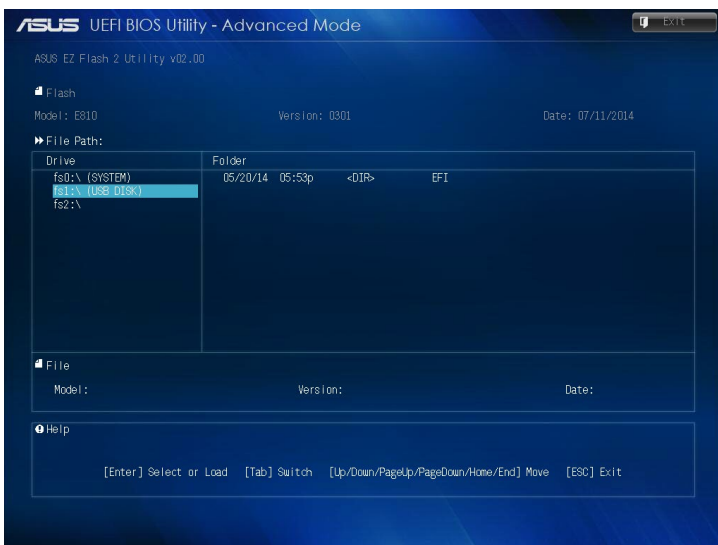 ASUS UEFI BIOS Utility - Advanced Mode
Exit
ASUS EZ Flash 2 Utility v02.00
Flash
Model: E810 Version: 0301 Date: 07/11/2014
File Path:
Drive Folder
fs0:\ (SYSTEM) 05/20/14 05:53p <DIR> EFI
fs1:\ (USB DISK)
fs2:\
File
Model: Version: Date:
Help
[Enter] Select or Load [Tab] Switch [Up/Down/PageUp/PageDown/Home/End] Move [ESC] Exit